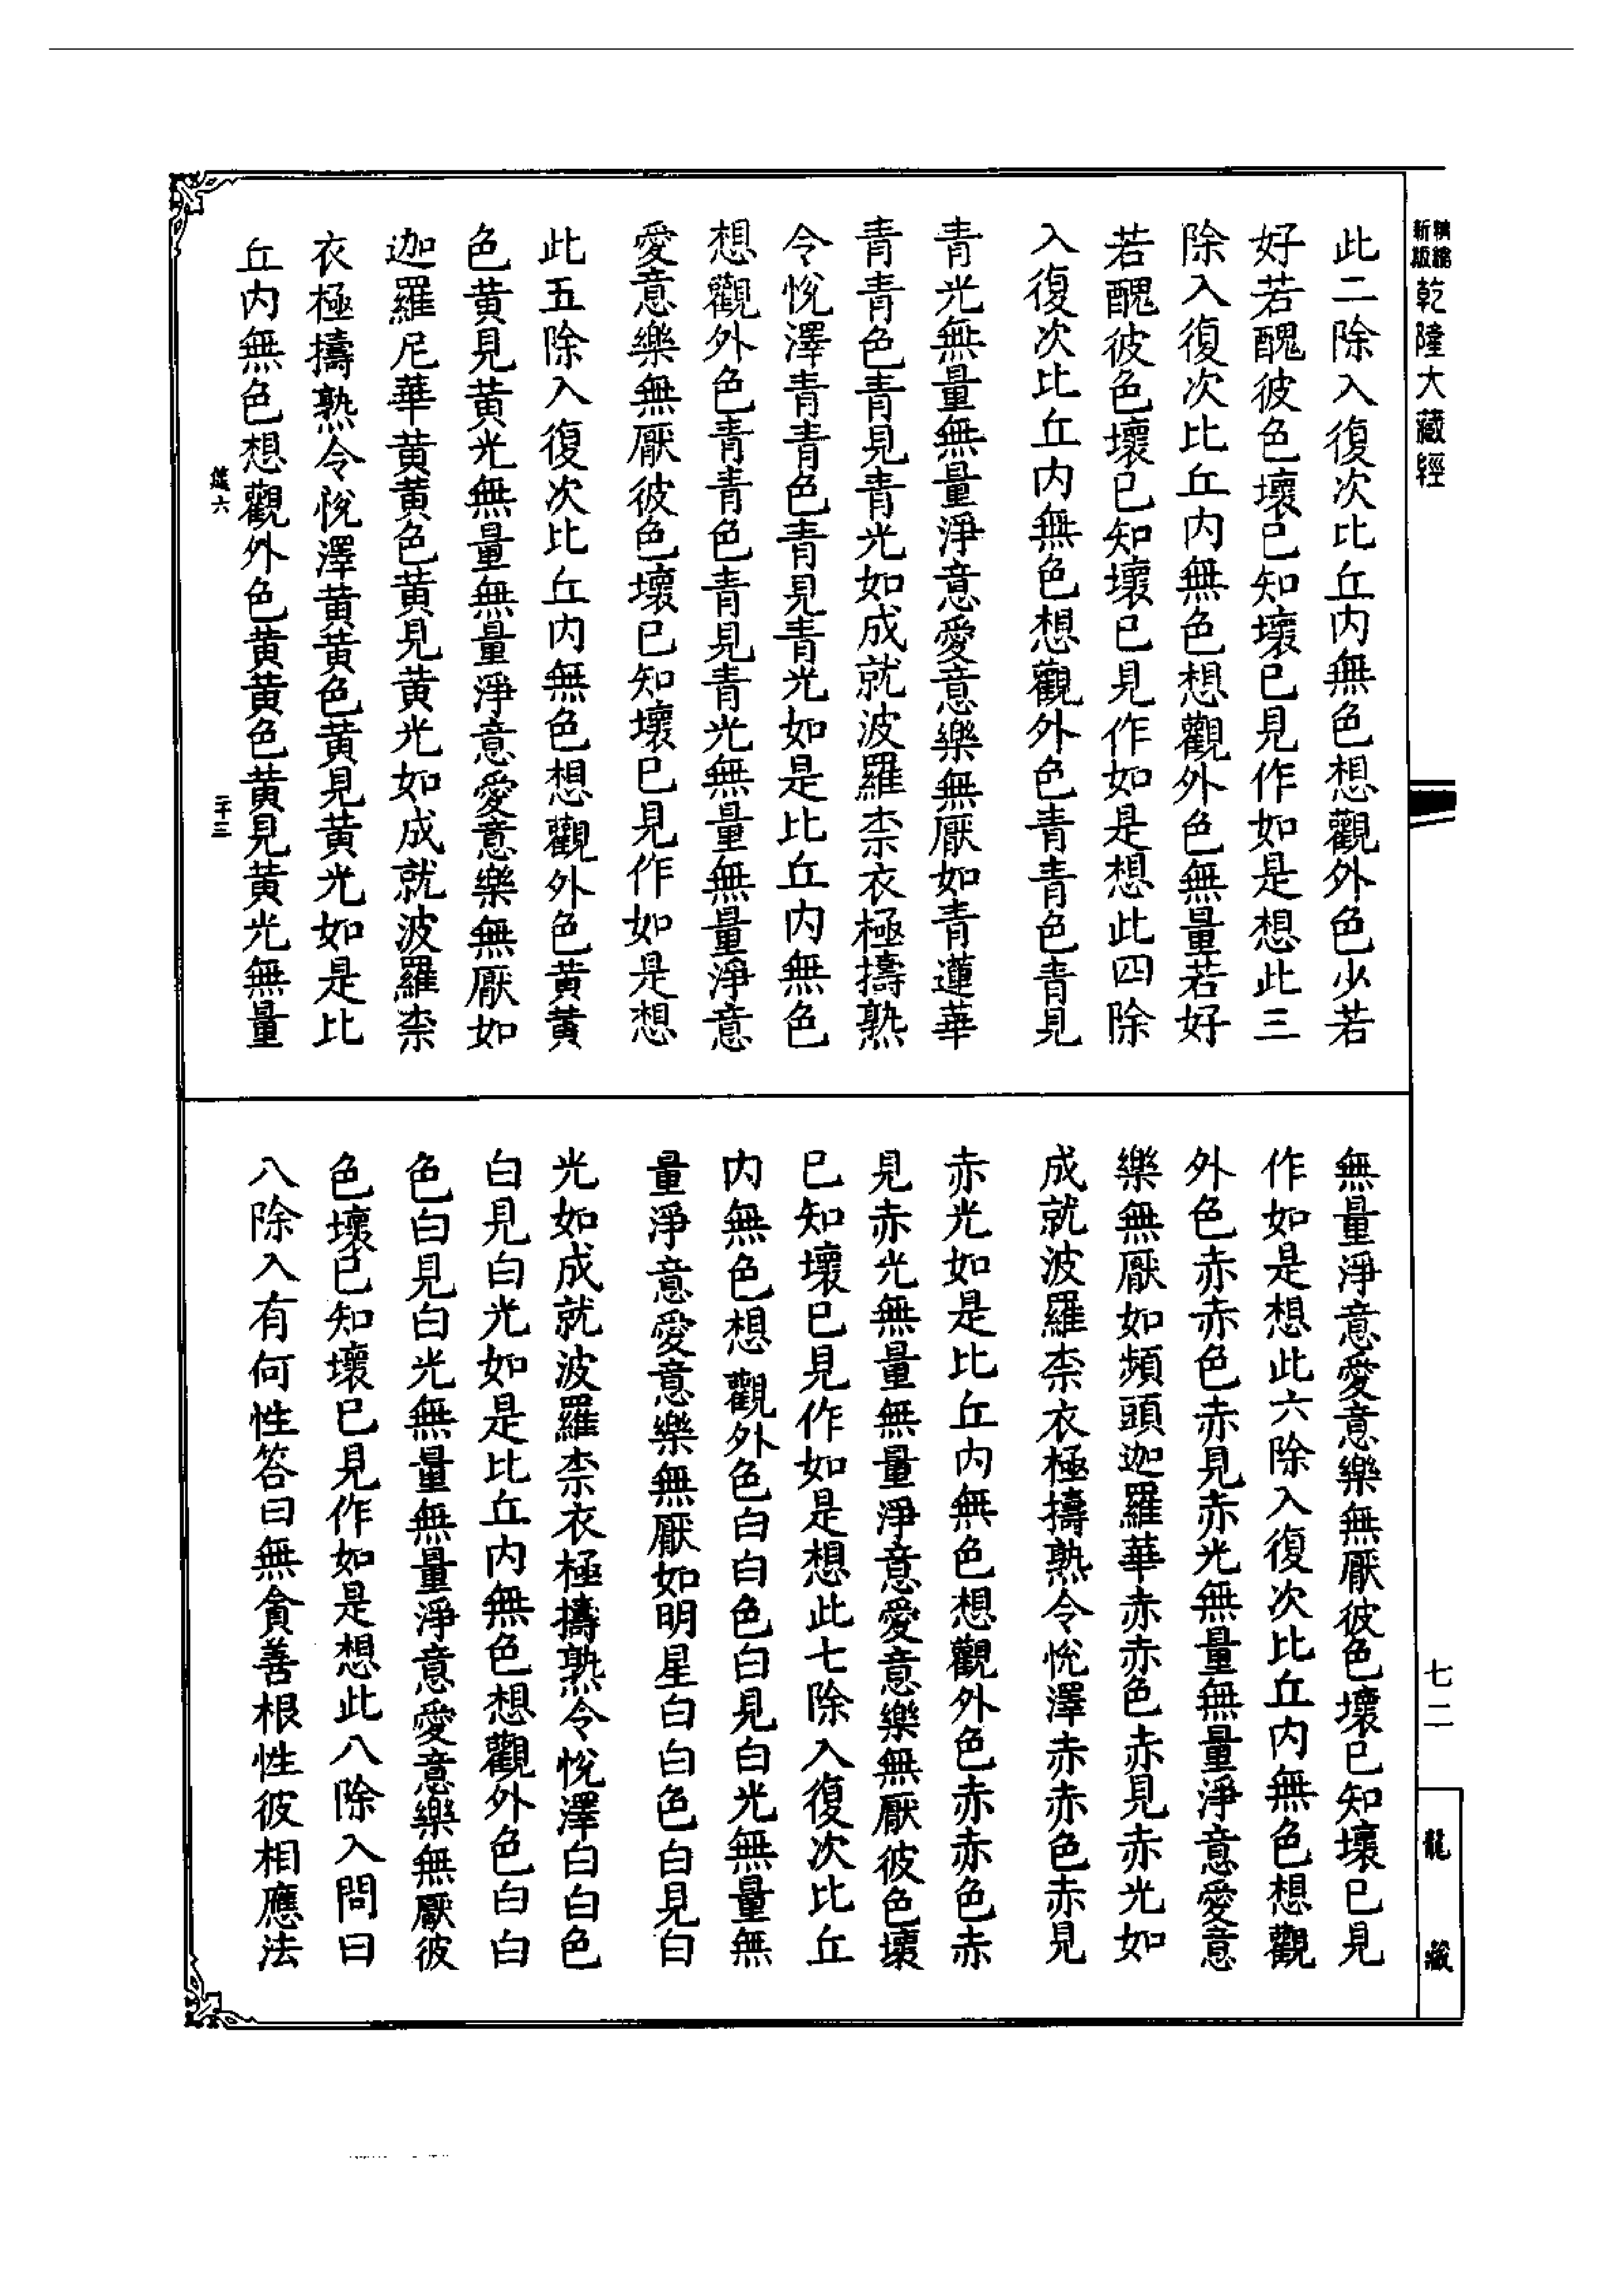 精縮新版乾隆大藏經
此二除入復次比丘內無色想觀外色少若
好若醜彼色壞已知壞已見作如是想此三
除入復次比丘內無色想觀外色無量若好
若醜彼色壞已知壞已見作如是想此四除
入復次比丘內無色想觀外色青青色青見
青光無量無量淨意愛意樂無厭如青蓮華
青青色青見青光如成就波羅柰衣極擣熟
令悅澤青青色青見青光如是比丘內無色
想觀外色青青色青見青光無量無量淨意
愛意樂無厭彼色壞已知壞已見作如是想
此五除入復次比丘內無色想觀外色黃黃
色黃見黃光無量無量淨意愛意樂無厭如
迦羅尼華黃黃色黃見黃光如成就波羅柰
衣極擣熟令悅澤黃黃色黃見黃光如是比
丘內無色想觀外色黃黃色黃見黃光無量
六
二十三
無量淨意愛意樂無厭彼色壞已知壞已見
作如是想此六除入復次比丘內無色想觀
外色赤赤色赤見赤光無量無量淨意愛意
樂無厭如頻頭迦羅華赤赤色赤見赤光如
成就波羅柰衣極擣熟令悅澤赤赤色赤見
赤光如是比丘內無色想觀外色赤赤色赤
見赤光無量無量淨意愛意樂無厭彼色壞
已知壞已見作如是想此七除入復次比丘
內無色想觀外色白白色白見白光無量無
量淨意愛意樂無厭如明星白白色白見白
光如成就波羅柰衣極擣熟令悅澤白白色
白見白光如是比丘內無色想觀外色白白
色白見白光無量無量淨意愛意樂無厭彼
色壞已知壞已見作如是想此八除入問曰
八除入有何性答曰無貪善根性彼相應法
七二
龍藏